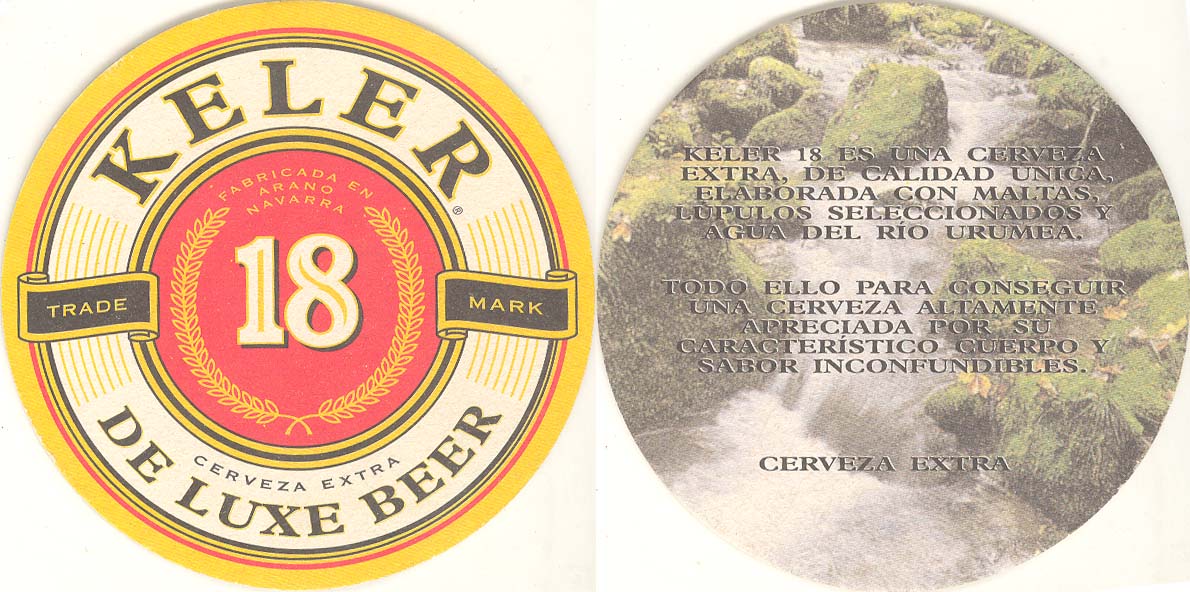 KELER
®
FABRICADA EN
ARANO
NAVARRA
18
TRADE
MARK
CERVEZA EXTRA
DE LUXE BEER
KELER 18 ES UNA CERVEZA
EXTRA, DE CALIDAD ÚNICA,
ELABORADA CON MALTAS,
LÚPULOS SELECCIONADOS Y
AGUA DEL RÍO URUMEA.
TODO ELLO PARA CONSEGUIR
UNA CERVEZA ALTAMENTE
APRECIADA POR SU
CARACTERÍSTICO CUERPO Y
SABOR INCONFUNDIBLES.
CERVEZA EXTRA